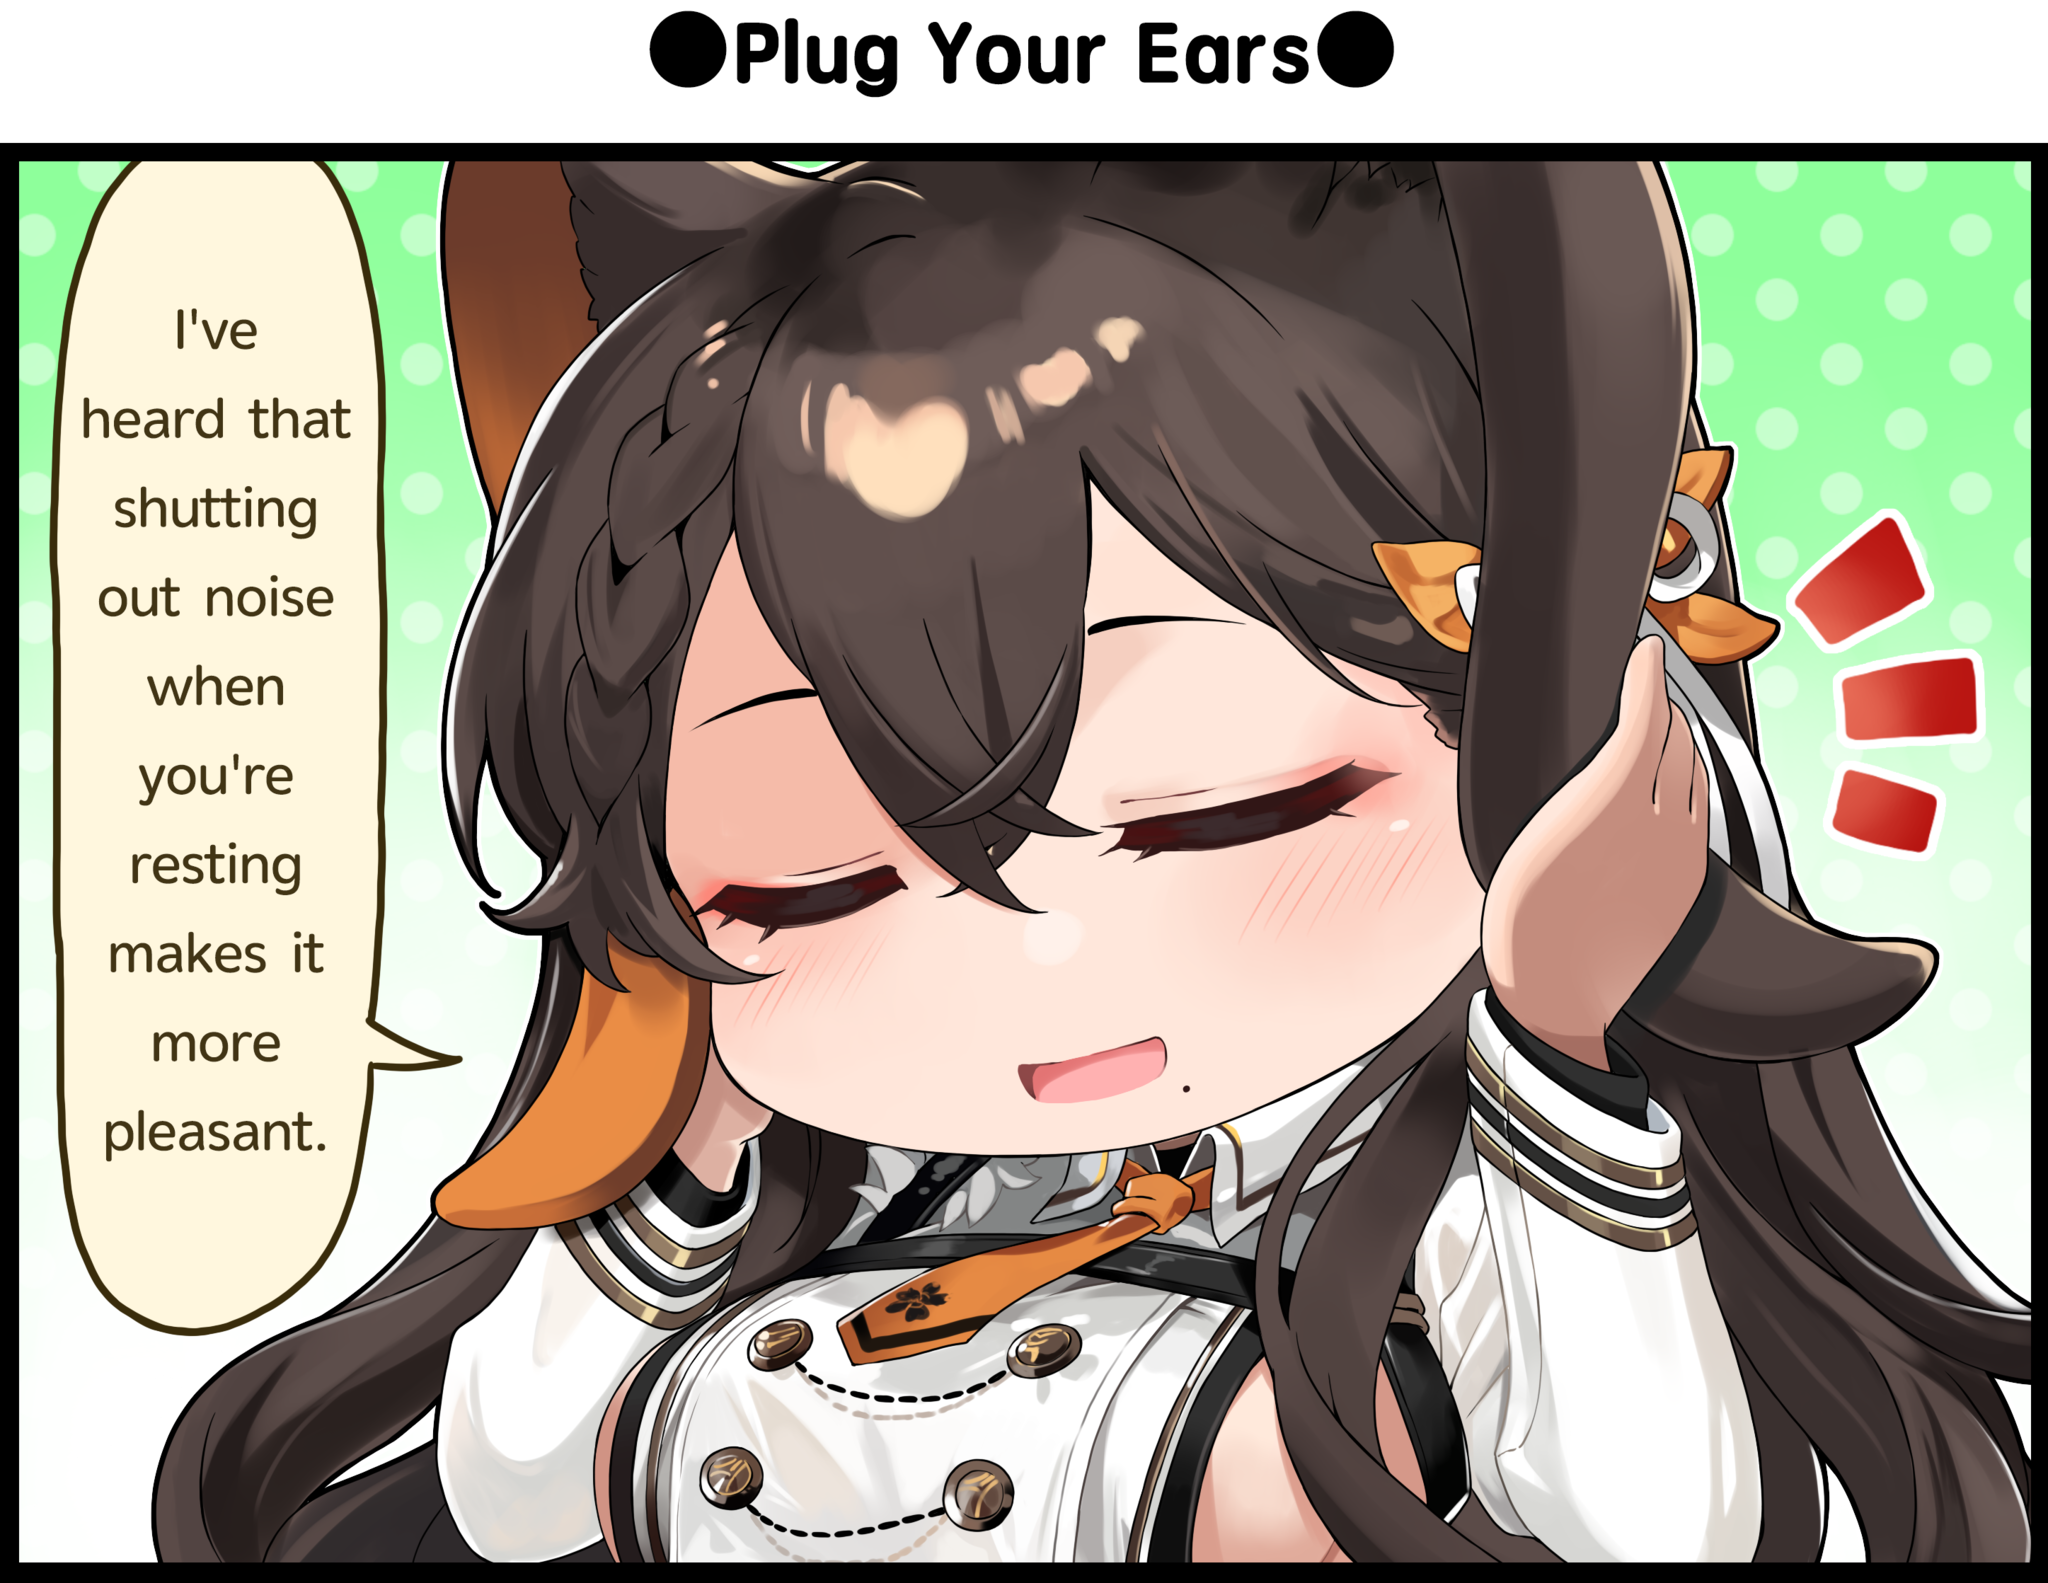 ●Plug Your Ears●
I've
heard that
shutting
out noise
when
you're
resting
makes it
more
pleasant.